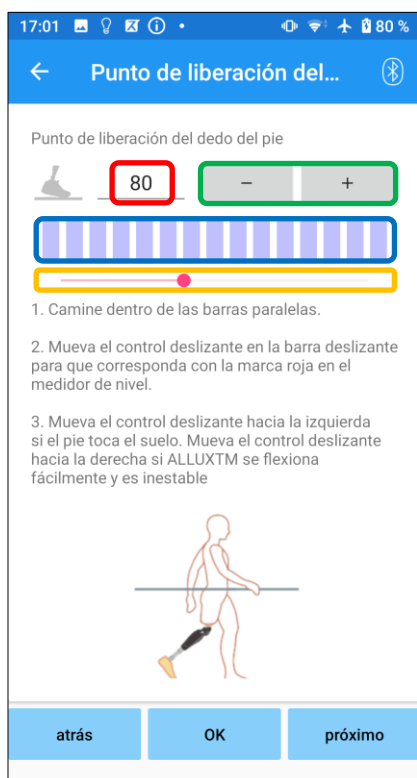 17:01 80 %
Punto de liberación del...
Punto de liberación del dedo del pie
80 − +
1. Camine dentro de las barras paralelas.
2. Mueva el control deslizante en la barra deslizante
para que corresponda con la marca roja en el
medidor de nivel.
3. Mueva el control deslizante hacia la izquierda
si el pie toca el suelo. Mueva el control deslizante
hacia la derecha si ALLUXTM se flexiona
fácilmente y es inestable
atrás OK próximo